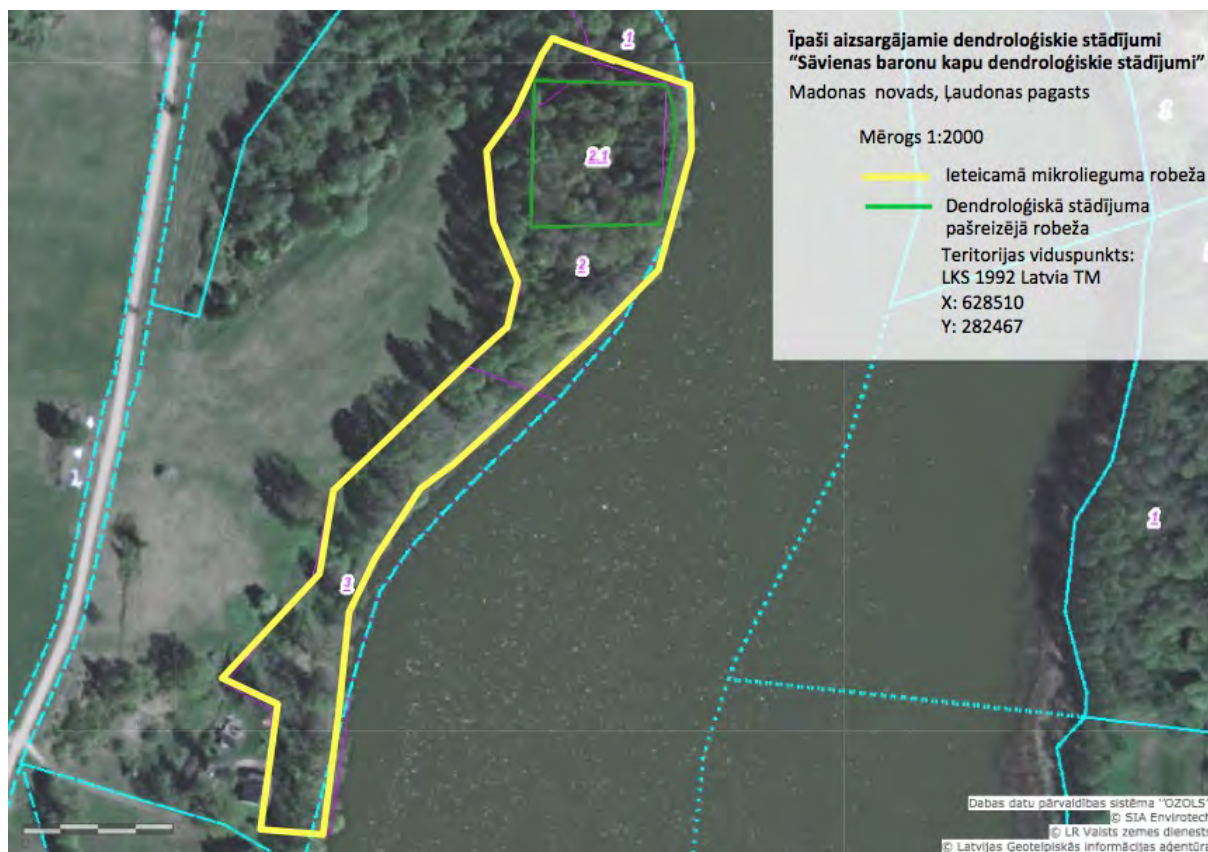 Īpaši aizsargājamie dendroloģiskie stādījumi
“Sāvienas baronu kapu dendroloģiskie stādījumi”
Madonas novads, Ļaudonas pagasts
Mērogs 1:2000
Ieteicamā mikrolieguma robeža
Dendroloģiskā stādījuma
pašreizējā robeža
Teritorijas viduspunkts:
LKS 1992 Latvia TM
X: 628510
Y: 282467
1
2.1
2
1
3
Dabas datu pārvaldības sistēma "OZOLS"
© SIA Envirotech
© LR Valsts zemes dienests
© Latvijas Ģeotelpiskās informācijas aģentūra